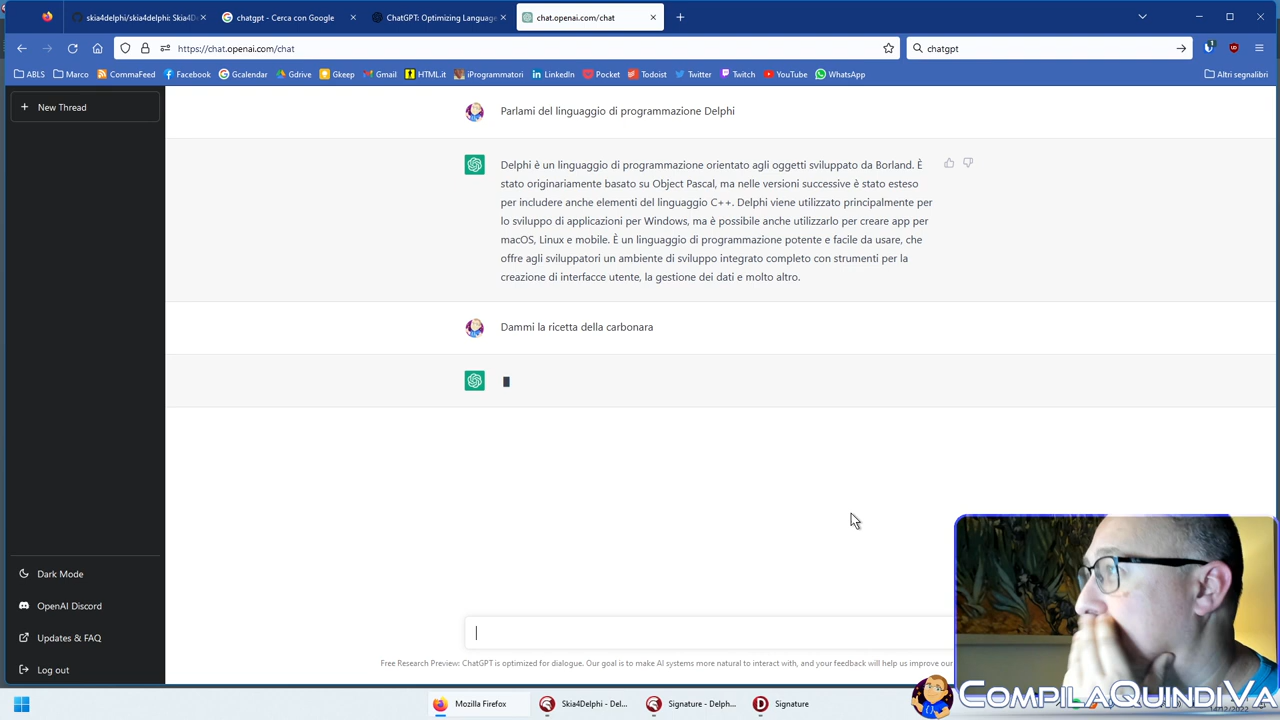 skia4delphi/skia4delphi: Skia4D
chatgpt - Cerca con Google
ChatGPT: Optimizing Language
chat.openai.com/chat
https://chat.openai.com/chat
chatgpt
ABLS
Marco
CommaFeed
Facebook
Gcalendar
Gdrive
Gkeep
Gmail
HTML.it
iProgrammatori
LinkedIn
Pocket
Todoist
Twitter
Twitch
YouTube
WhatsApp
Altri segnalibri
New Thread
Parlami del linguaggio di programmazione Delphi
Delphi è un linguaggio di programmazione orientato agli oggetti sviluppato da Borland. È
stato originariamente basato su Object Pascal, ma nelle versioni successive è stato esteso
per includere anche elementi del linguaggio C++. Delphi viene utilizzato principalmente per
lo sviluppo di applicazioni per Windows, ma è possibile anche utilizzarlo per creare app per
macOS, Linux e mobile. È un linguaggio di programmazione potente e facile da usare, che
offre agli sviluppatori un ambiente di sviluppo integrato completo con strumenti per la
creazione di interfacce utente, la gestione dei dati e molto altro.
Dammi la ricetta della carbonara
Dark Mode
OpenAI Discord
Updates & FAQ
Log out
Free Research Preview: ChatGPT is optimized for dialogue. Our goal is to make AI systems more natural to interact with, and your feedback will help us improve our
Mozilla Firefox
Skia4Delphi - Del...
Signature - Delph...
Signature
COMPILAQUINDIVA
14/12/2022